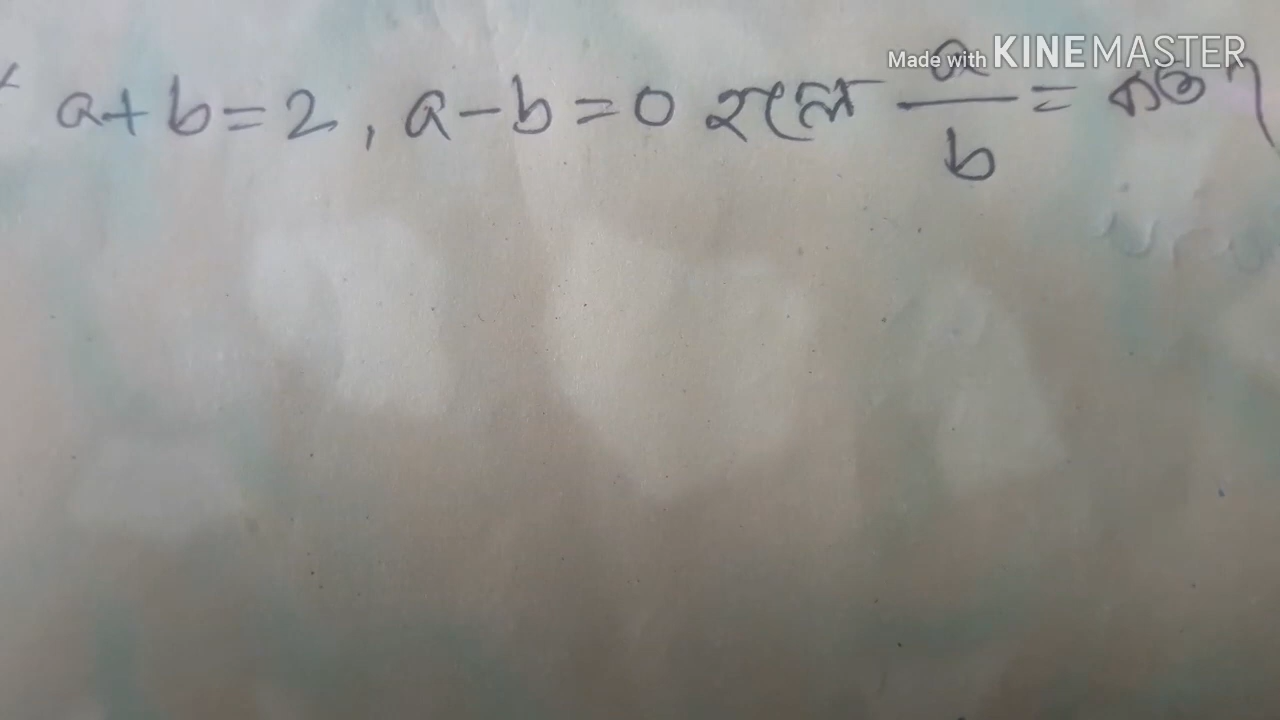 Made with KINEMASTER
a+b=2, a-b=0 হলে a/b = কত?